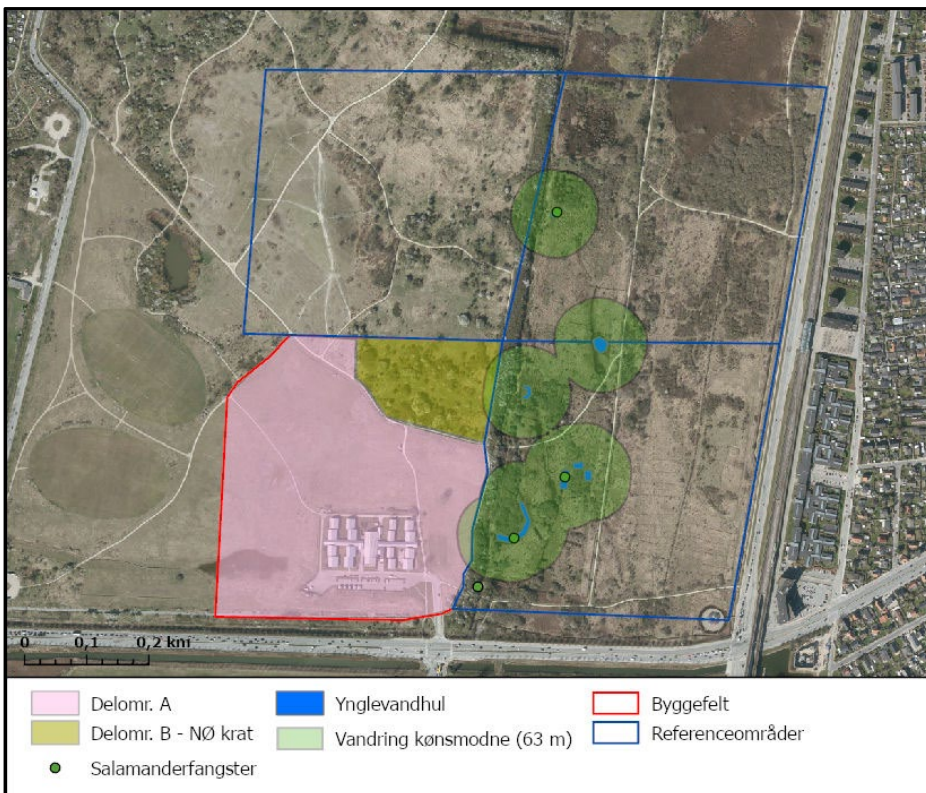 0 0,1 0,2 km
Delomr. A
Ynglevandhul
Byggefelt
Delomr. B - NØ krat
Vandring kønsmodne (63 m)
Referenceområder
Salamanderfangster